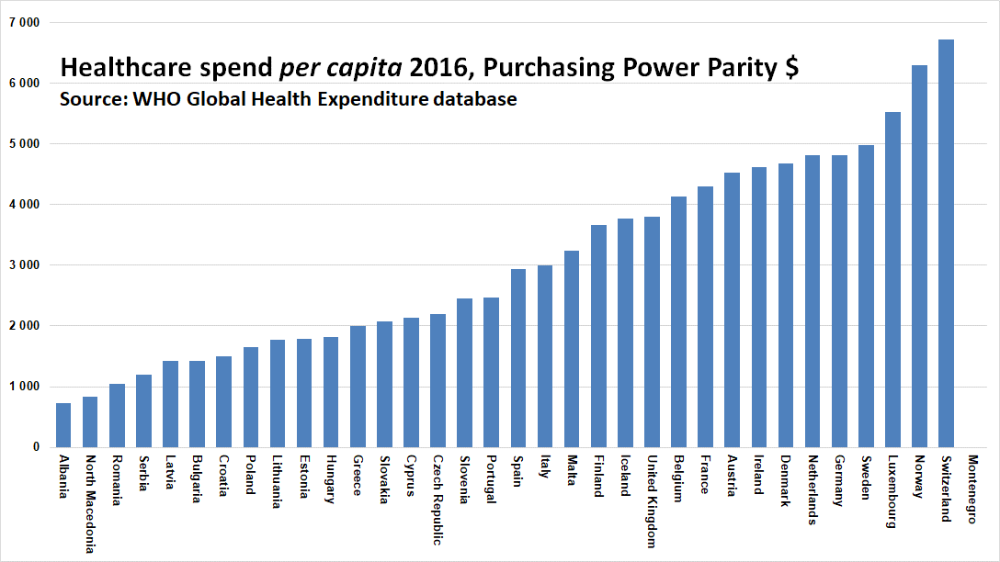 7 000
Healthcare spend per capita 2016, Purchasing Power Parity $
6 000
Source: WHO Global Health Expenditure database
5 000
4 000
3 000
2 000
1 000
0
Albania
North Macedonia
Romania
Serbia
Latvia
Bulgaria
Croatia
Poland
Lithuania
Estonia
Hungary
Greece
Slovakia
Cyprus
Czech Republic
Slovenia
Portugal
Spain
Italy
Malta
Finland
Iceland
United Kingdom
Belgium
France
Austria
Ireland
Denmark
Netherlands
Germany
Sweden
Luxembourg
Norway
Switzerland
Montenegro